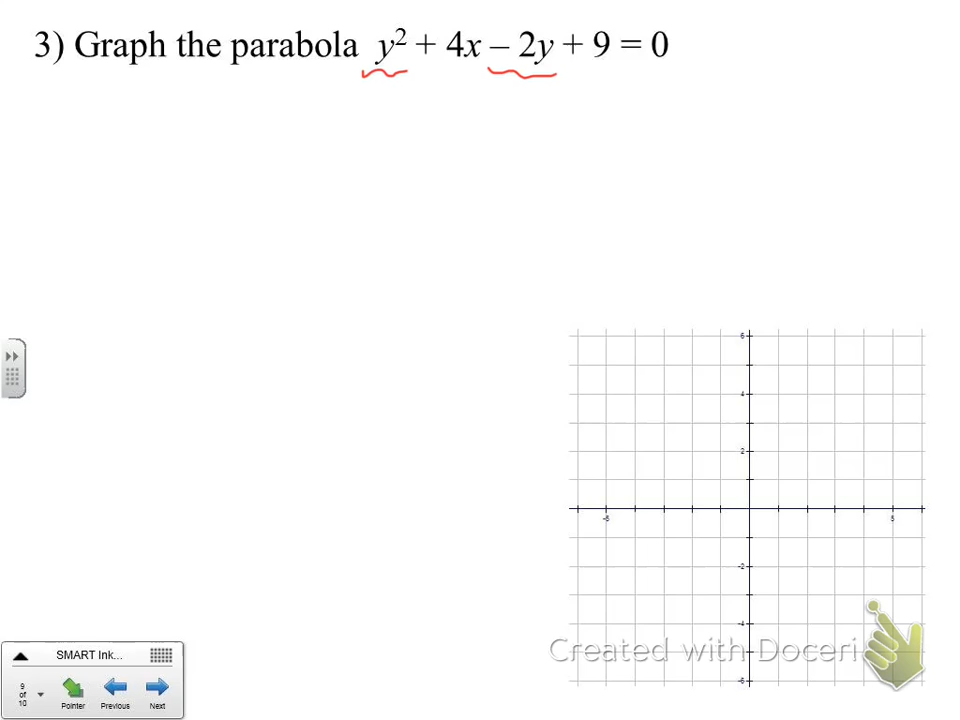 3) Graph the parabola y² + 4x – 2y + 9 = 0
6
4
2
-5
5
-2
-4
-6
Created with Doceri
SMART Ink...
9
of
10
Pointer
Previous
Next